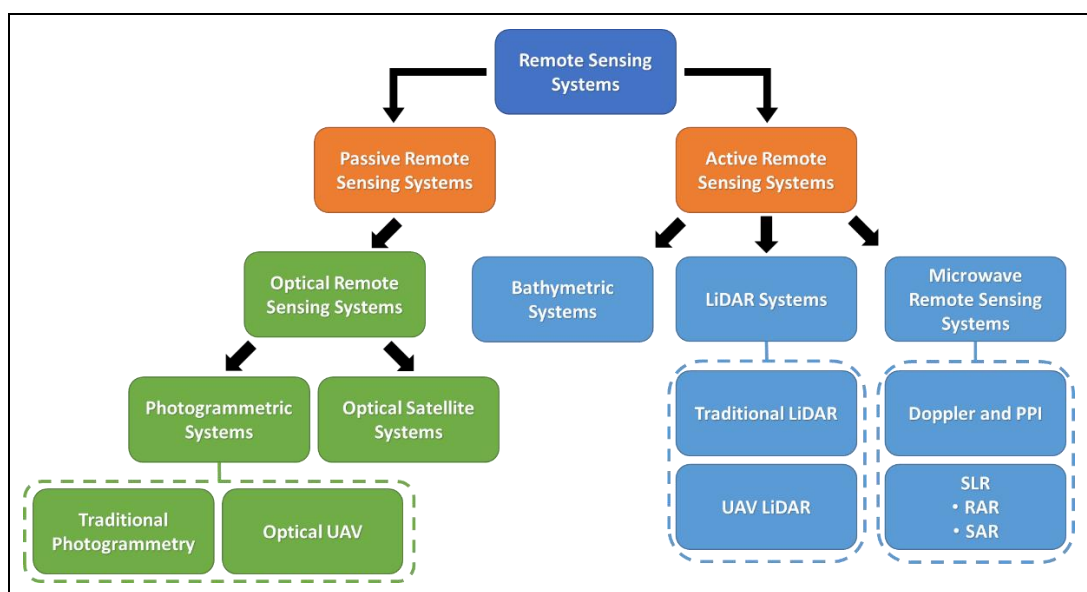 Remote Sensing
Systems
Passive Remote
Sensing Systems
Active Remote
Sensing Systems
Optical Remote
Sensing Systems
Bathymetric
Systems
LiDAR Systems
Microwave
Remote Sensing
Systems
Photogrammetric
Systems
Optical Satellite
Systems
Traditional LiDAR
Doppler and PPI
Traditional
Photogrammetry
Optical UAV
UAV LiDAR
SLR
• RAR
• SAR